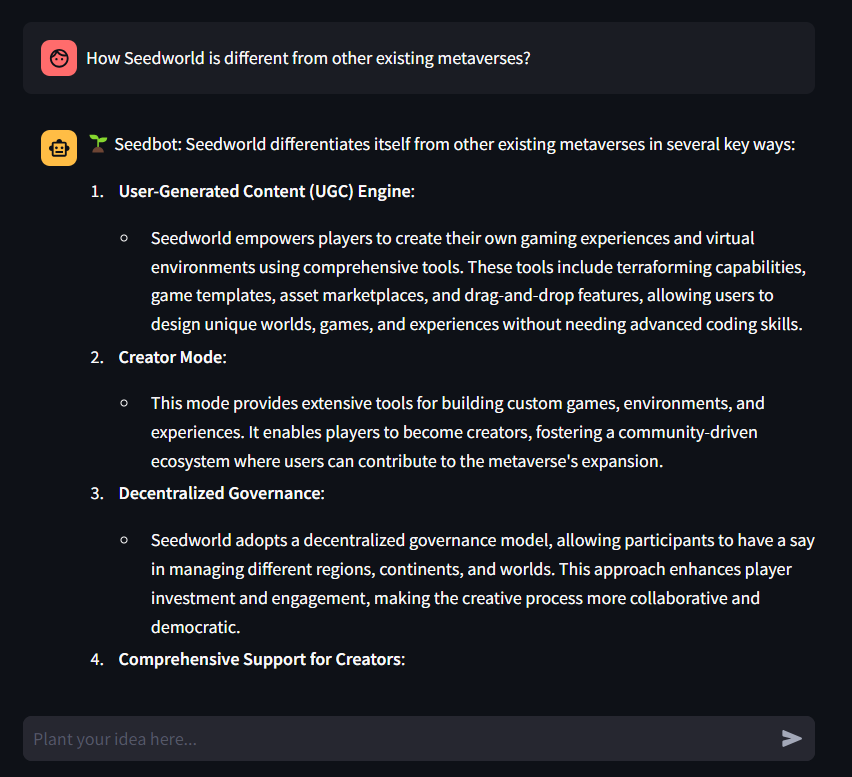 How Seedworld is different from other existing metaverses?
🌱 Seedbot: Seedworld differentiates itself from other existing metaverses in several key ways:
1. User-Generated Content (UGC) Engine:
○ Seedworld empowers players to create their own gaming experiences and virtual
environments using comprehensive tools. These tools include terraforming capabilities,
game templates, asset marketplaces, and drag-and-drop features, allowing users to
design unique worlds, games, and experiences without needing advanced coding skills.
2. Creator Mode:
○ This mode provides extensive tools for building custom games, environments, and
experiences. It enables players to become creators, fostering a community-driven
ecosystem where users can contribute to the metaverse's expansion.
3. Decentralized Governance:
○ Seedworld adopts a decentralized governance model, allowing participants to have a say
in managing different regions, continents, and worlds. This approach enhances player
investment and engagement, making the creative process more collaborative and
democratic.
4. Comprehensive Support for Creators:
Plant your idea here...